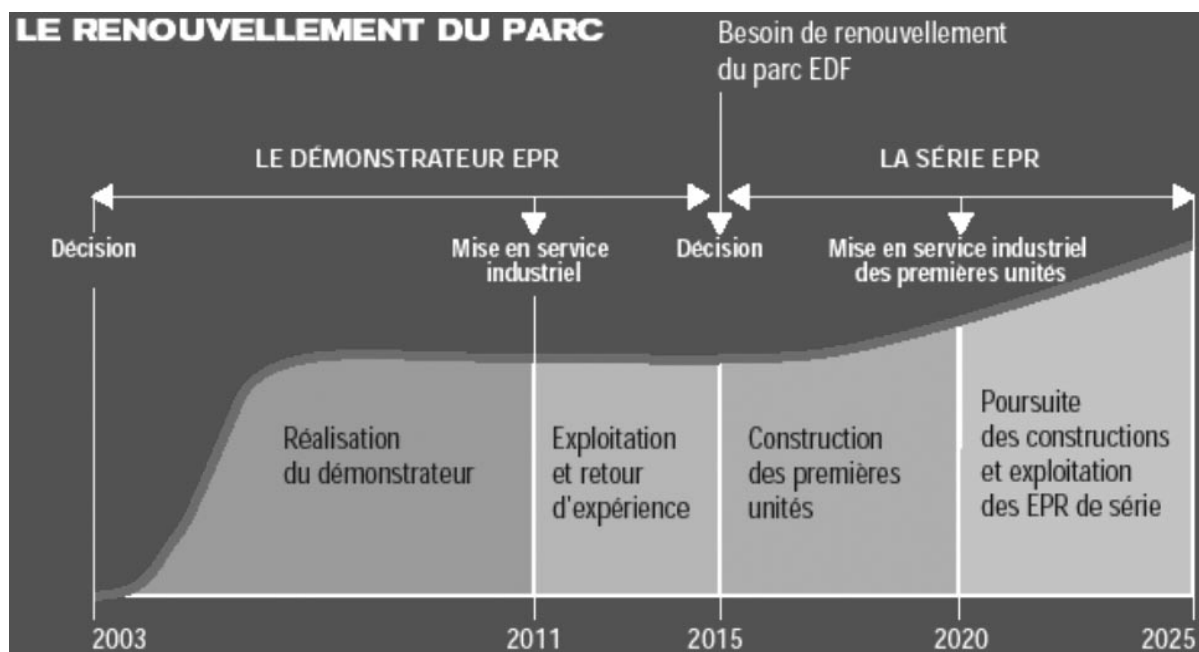 LE RENOUVELLEMENT DU PARC
Besoin de renouvellement
du parc EDF
LE DÉMONSTRATEUR EPR
LA SÉRIE EPR
Décision
Mise en service
industriel
Décision
Mise en service industriel
des premières unités
Réalisation
du démonstrateur
Exploitation
et retour
d'expérience
Construction
des premières
unités
Poursuite
des constructions
et exploitation
des EPR de série
2003
2011
2015
2020
2025